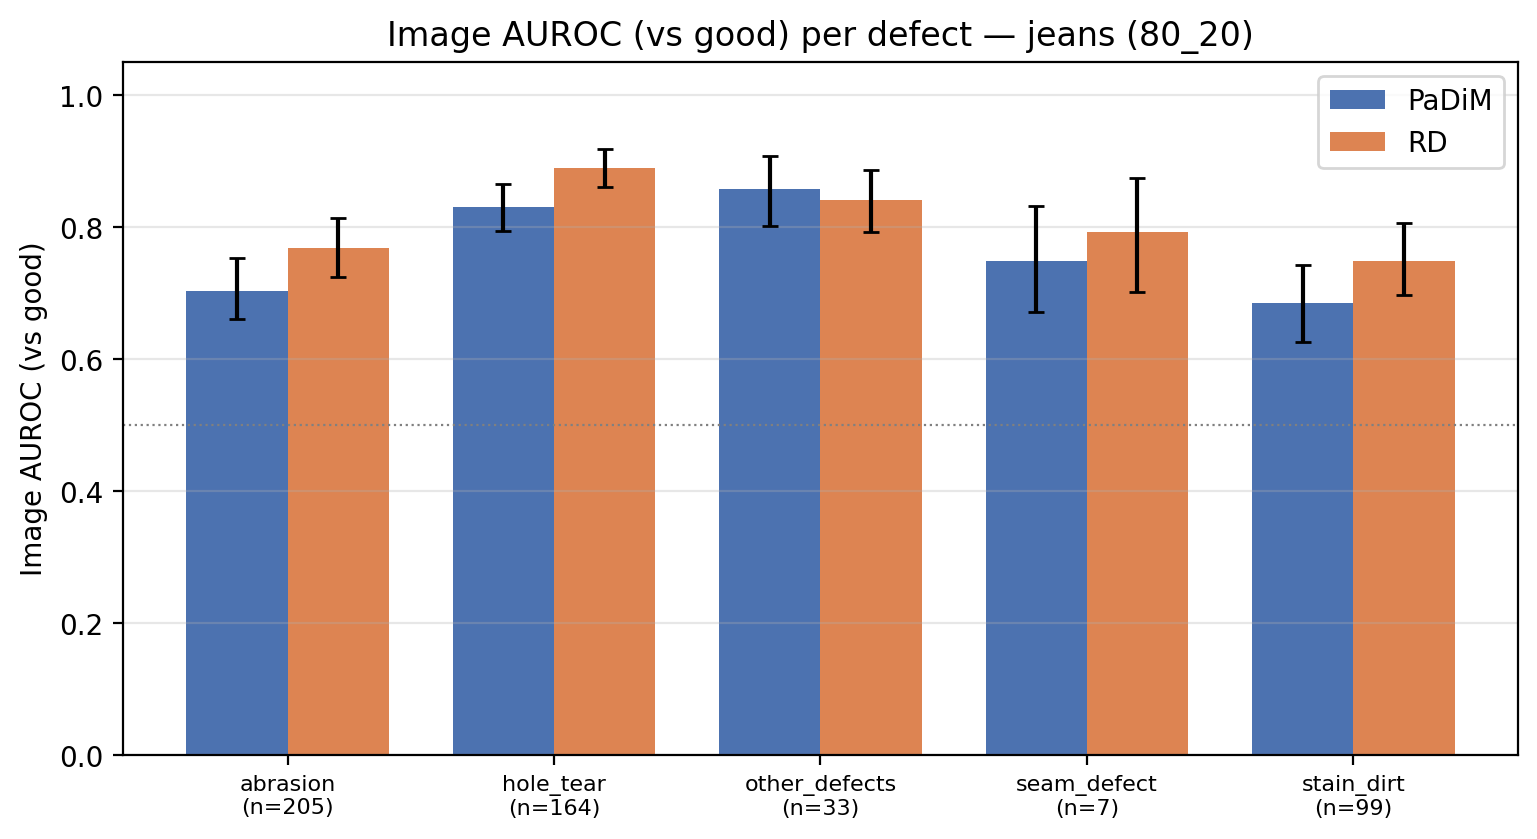 Image AUROC (vs good) per defect — jeans (80_20)
PaDiM
RD
Image AUROC (vs good)
1.0
0.8
0.6
0.4
0.2
0.0
abrasion
(n=205)
hole_tear
(n=164)
other_defects
(n=33)
seam_defect
(n=7)
stain_dirt
(n=99)